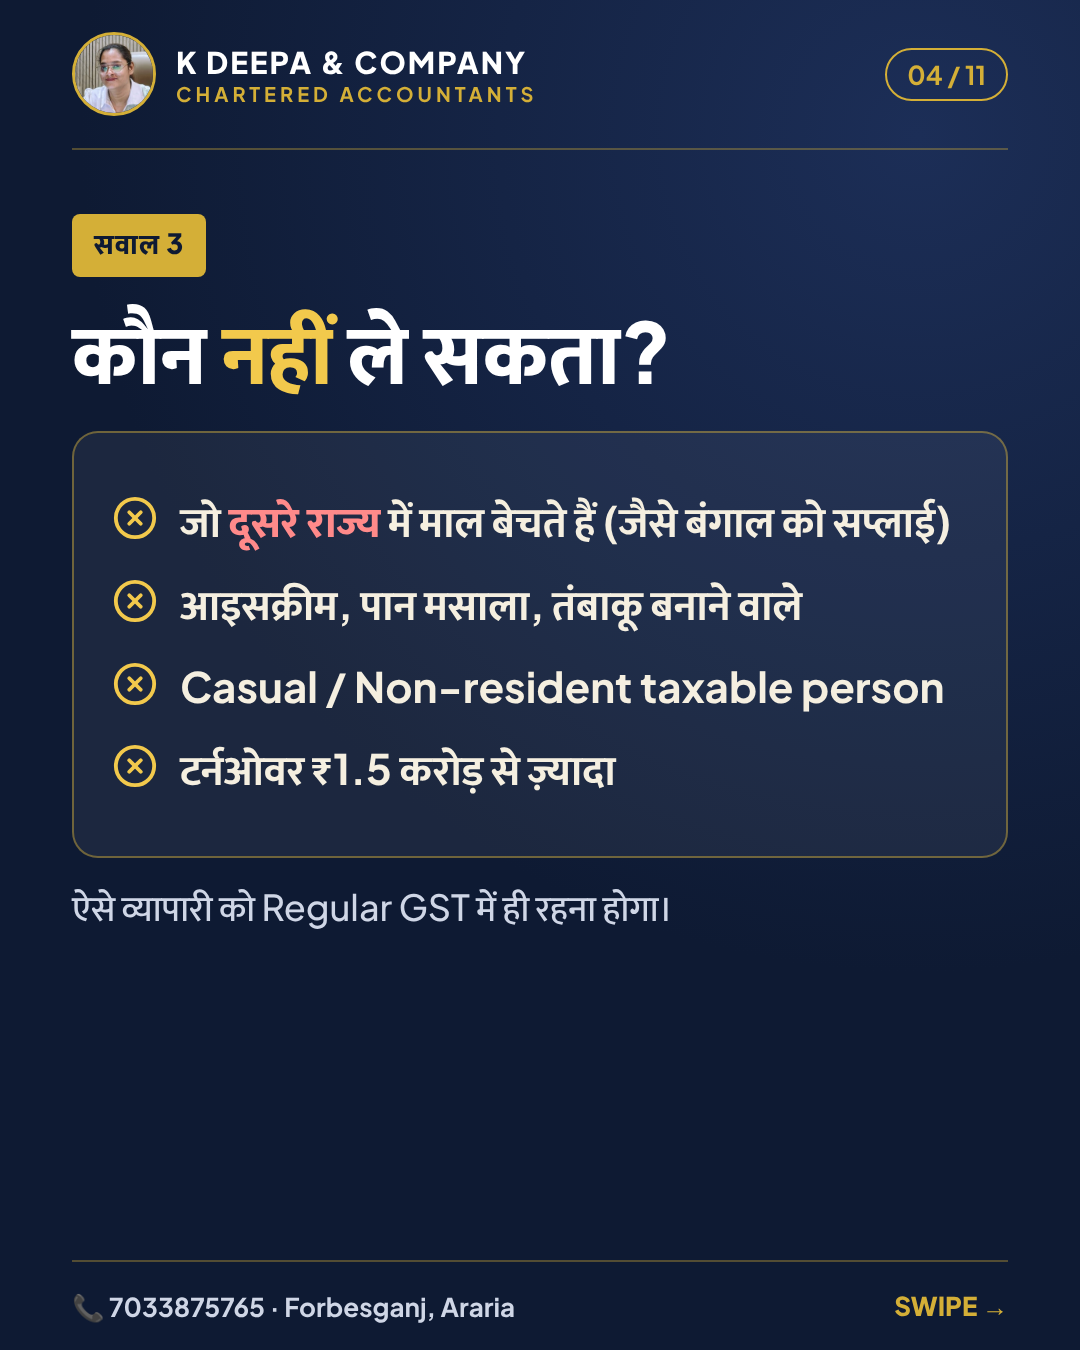 K DEEPA & COMPANY
CHARTERED ACCOUNTANTS
04 / 11
सवाल 3
कौन नहीं ले सकता?
जो दूसरे राज्य में माल बेचते हैं (जैसे बंगाल को सप्लाई)
आइसक्रीम, पान मसाला, तंबाकू बनाने वाले
Casual / Non-resident taxable person
टर्नओवर ₹1.5 करोड़ से ज़्यादा
ऐसे व्यापारी को Regular GST में ही रहना होगा।
📞 7033875765 · Forbesganj, Araria
SWIPE →